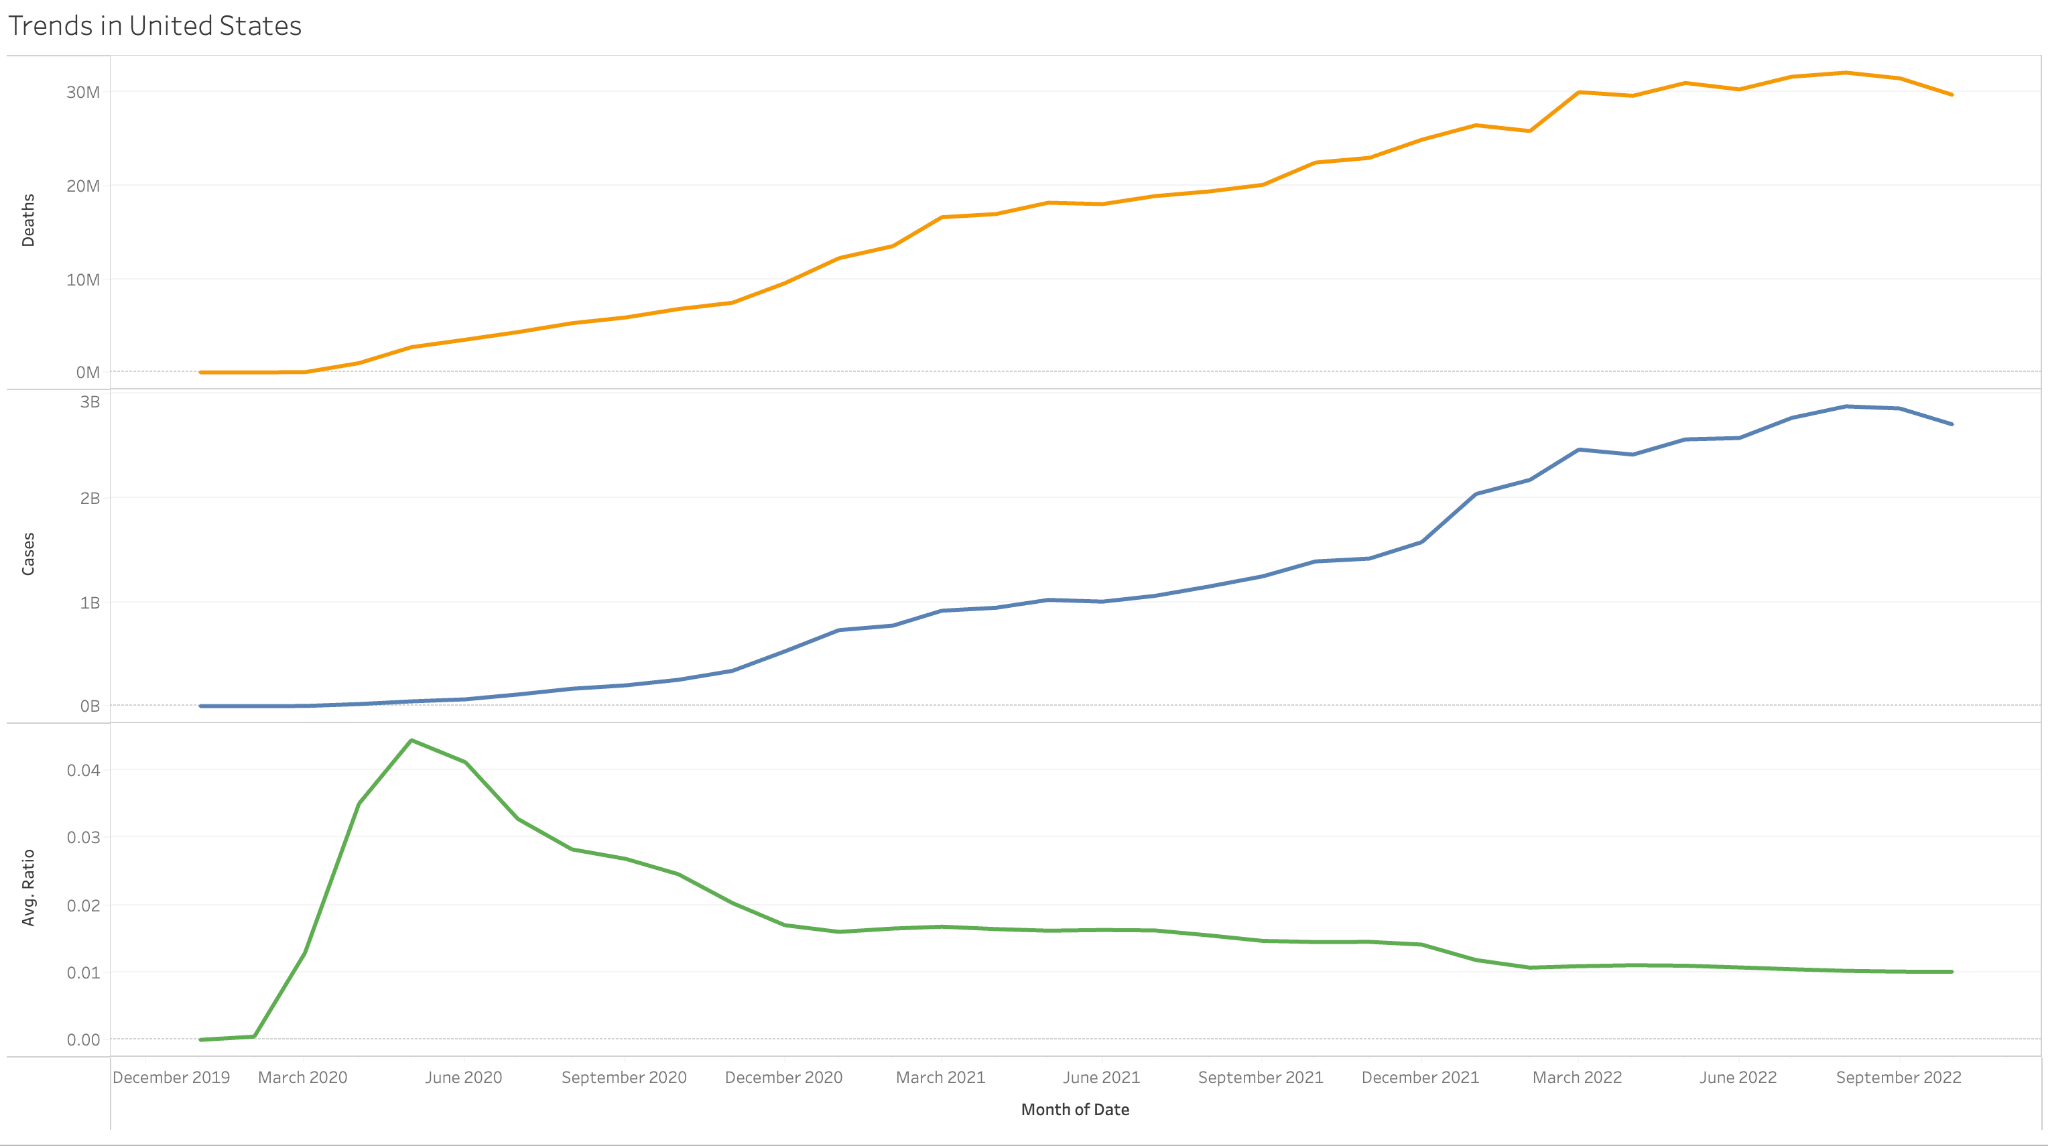 Trends in United States
30M
20M
10M
0M
Deaths
3B
2B
1B
0B
Cases
0.04
0.03
0.02
0.01
0.00
Avg. Ratio
December 2019 March 2020 June 2020 September 2020 December 2020 March 2021 June 2021 September 2021 December 2021 March 2022 June 2022 September 2022
Month of Date